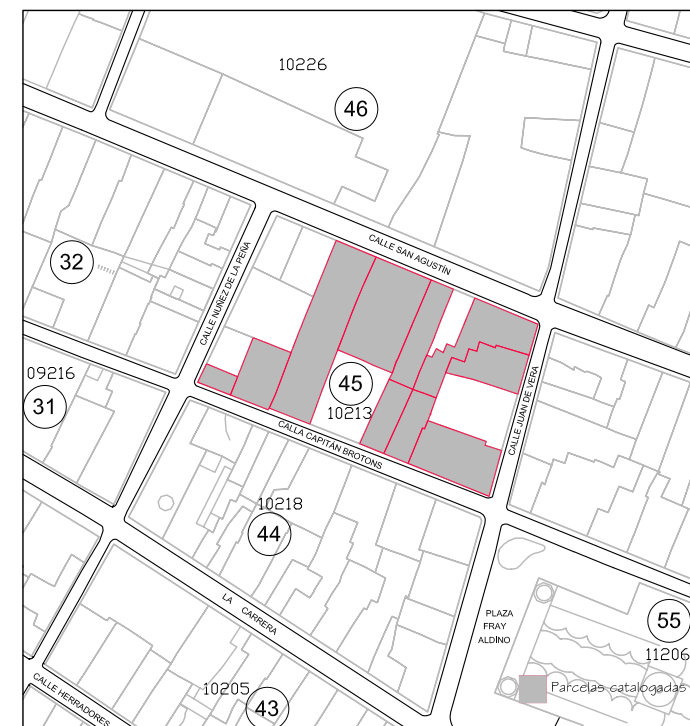 10226
46
CALLE SAN AGUSTÍN
CALLE NUÑEZ DE LA PEÑA
32
09216
31
45
10213
CALLE JUAN DE VERA
CALLA CAPITAN BROTONS
10218
44
LA CARRERA
PLAZA
FRAY
ALDÍNO
55
11206
Parcelas catalogadas
10205
43
CALLE HERRADORES